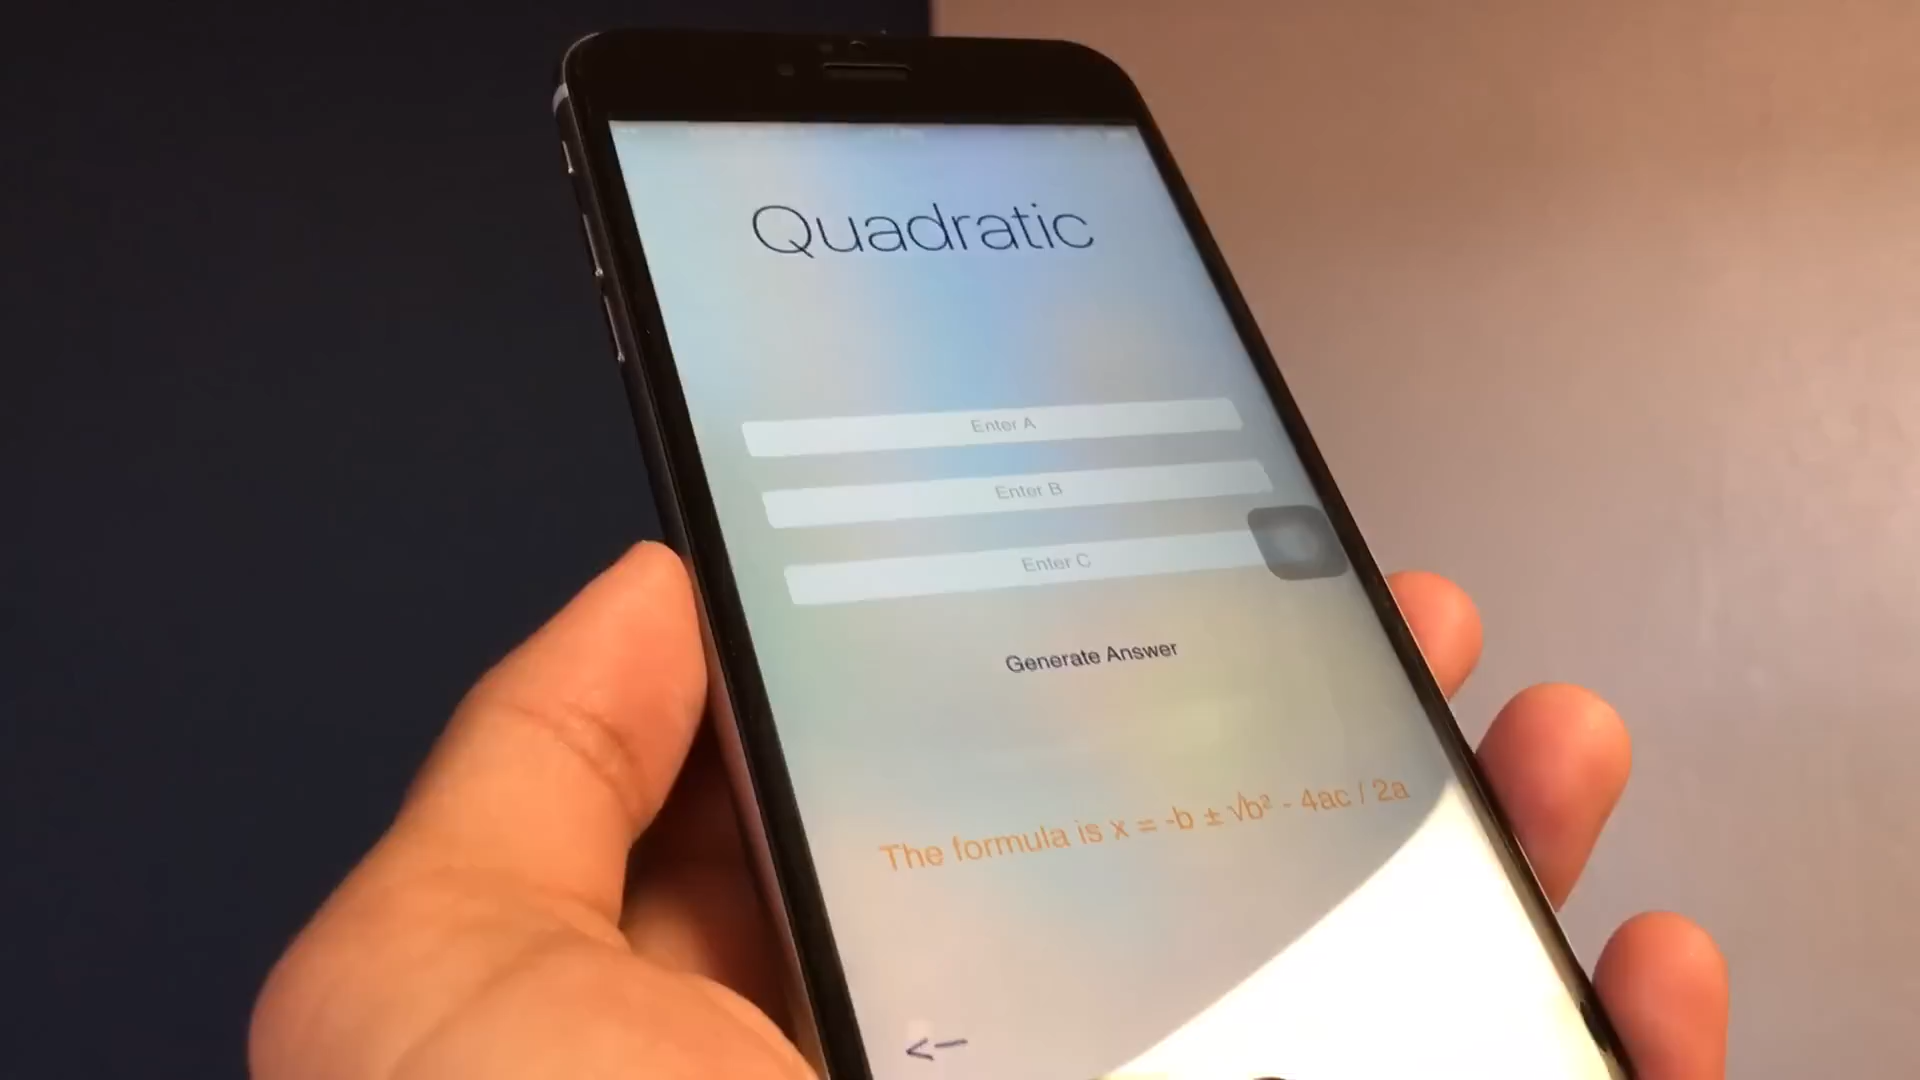 Quadratic
Enter A
Enter B
Enter C
Generate Answer
The formula is x = -b ± √b² - 4ac / 2a
<-